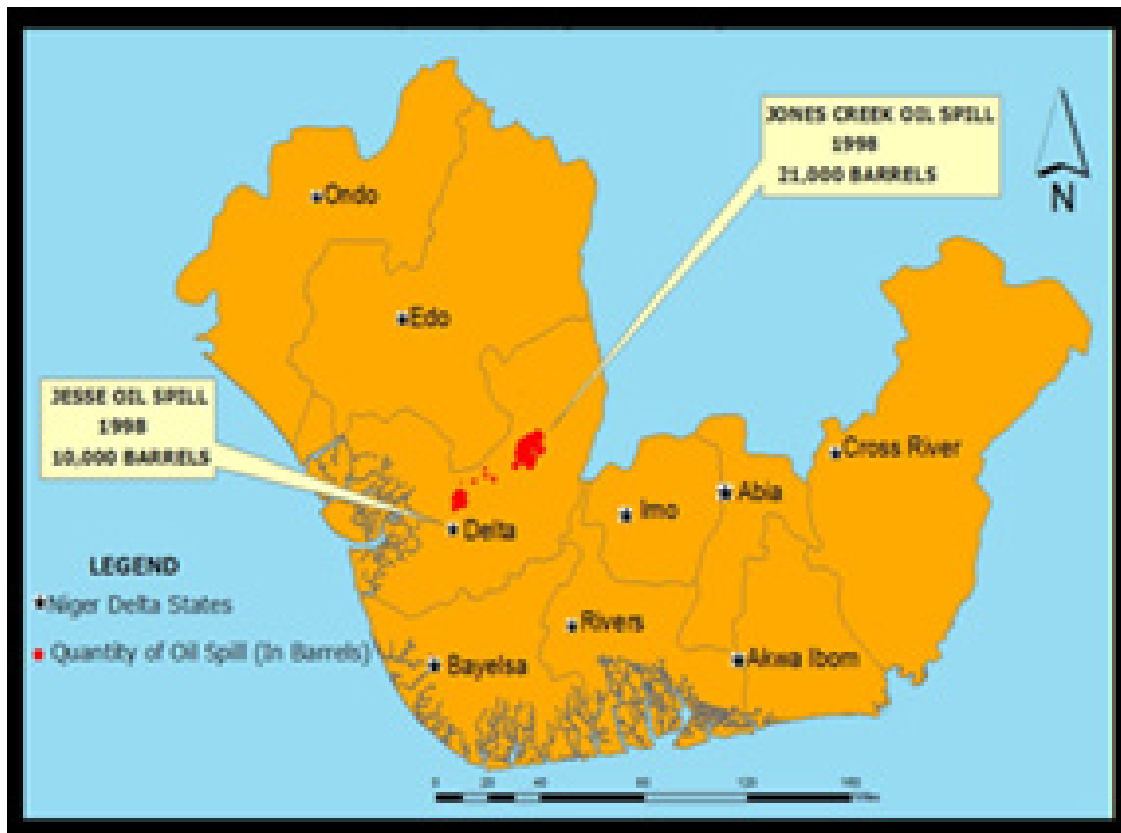 JONES CREEK OIL SPILL
1998
21,000 BARRELS
N
Ondo
Edo
JESSE OIL SPILL
1998
10,000 BARRELS
Cross River
Abia
Imo
Delta
LEGEND
Niger Delta States
Rivers
Quantity of Oil Spill (In Barrels)
Bayelsa
Akwa Ibom
0 20 40 80 120 160